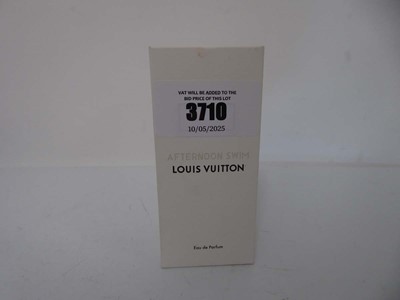 VAT WILL BE ADDED TO THE
BID PRICE OF THIS LOT
3710
10/05/2025
AFTERNOON SWIM
LOUIS VUITTON
Eau de Parfum